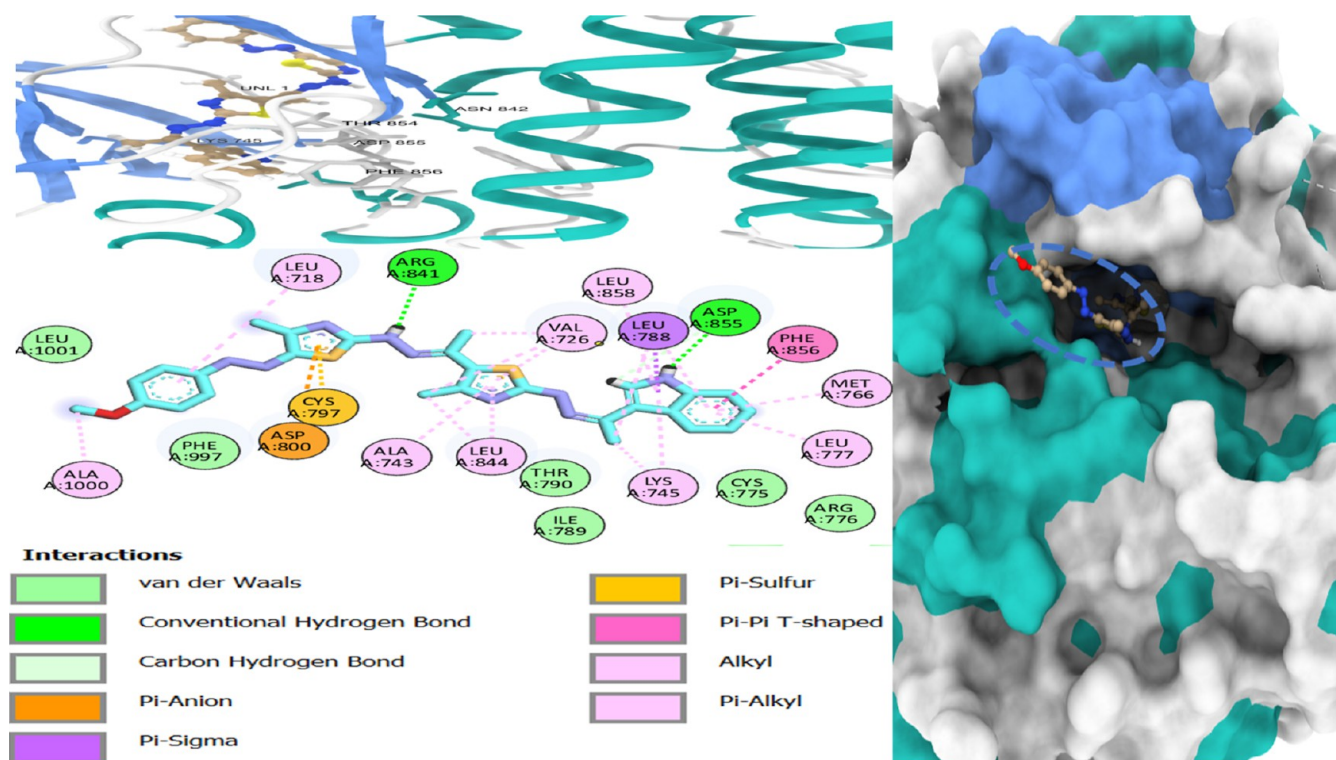 UNL 1
ASN 842
THR 854
LYS 745
ASP 855
PHE 856
LEU
A:718
ARG
A:841
LEU
A:858
LEU
A:1001
VAL
A:726
LEU
A:788
ASP
A:855
PHE
A:856
MET
A:766
CYS
A:797
PHE
A:997
ASP
A:800
ALA
A:743
LEU
A:844
THR
A:790
LYS
A:745
CYS
A:775
LEU
A:777
ALA
A:1000
ILE
A:789
ARG
A:776
Interactions
van der Waals
Conventional Hydrogen Bond
Carbon Hydrogen Bond
Pi-Anion
Pi-Sigma
Pi-Sulfur
Pi-Pi T-shaped
Alkyl
Pi-Alkyl